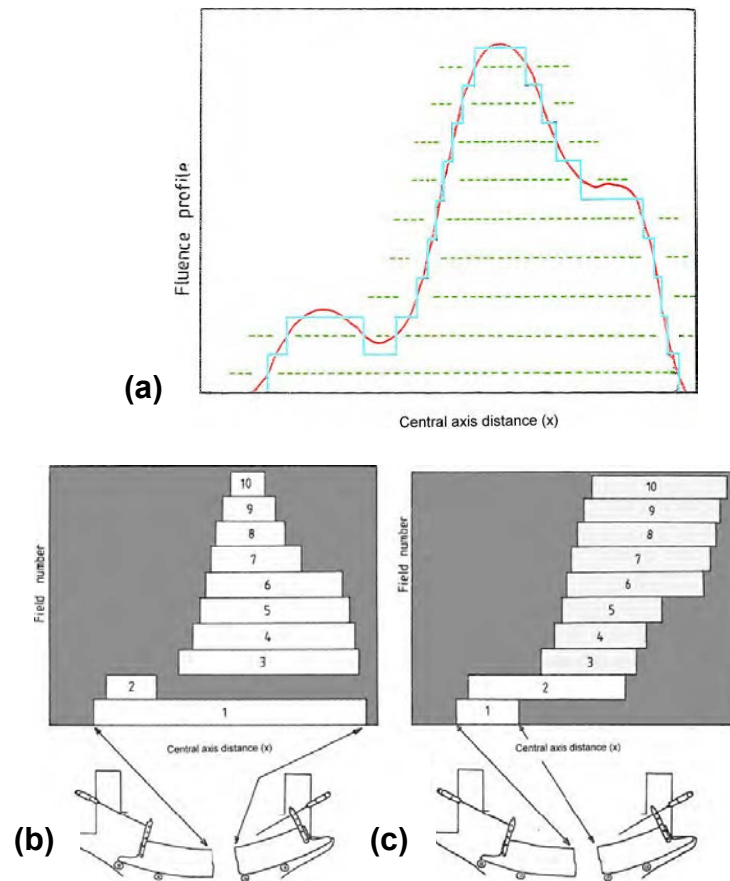 Fluence profile
(a)
Central axis distance (x)
Field number
10
9
8
7
6
5
4
3
2
1
Central axis distance (x)
(b)
Field number
10
9
8
7
6
5
4
3
2
1
Central axis distance (x)
(c)